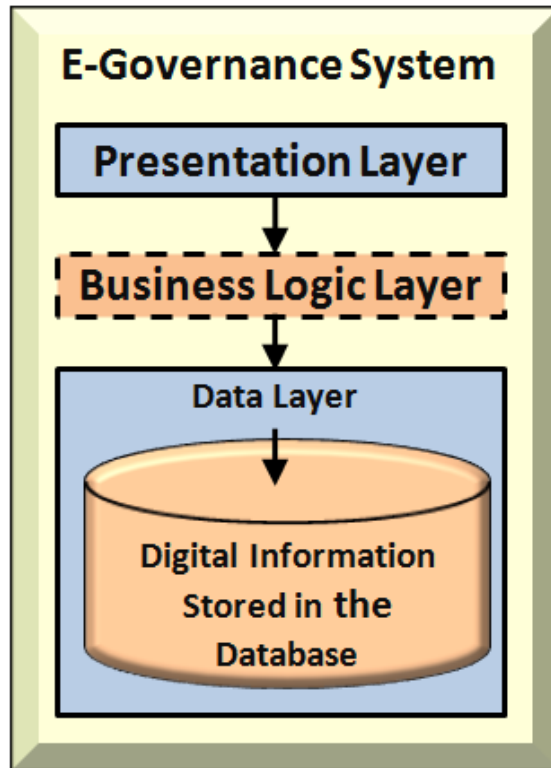 E-Governance System
Presentation Layer
Business Logic Layer
Data Layer
Digital Information
Stored in the
Database